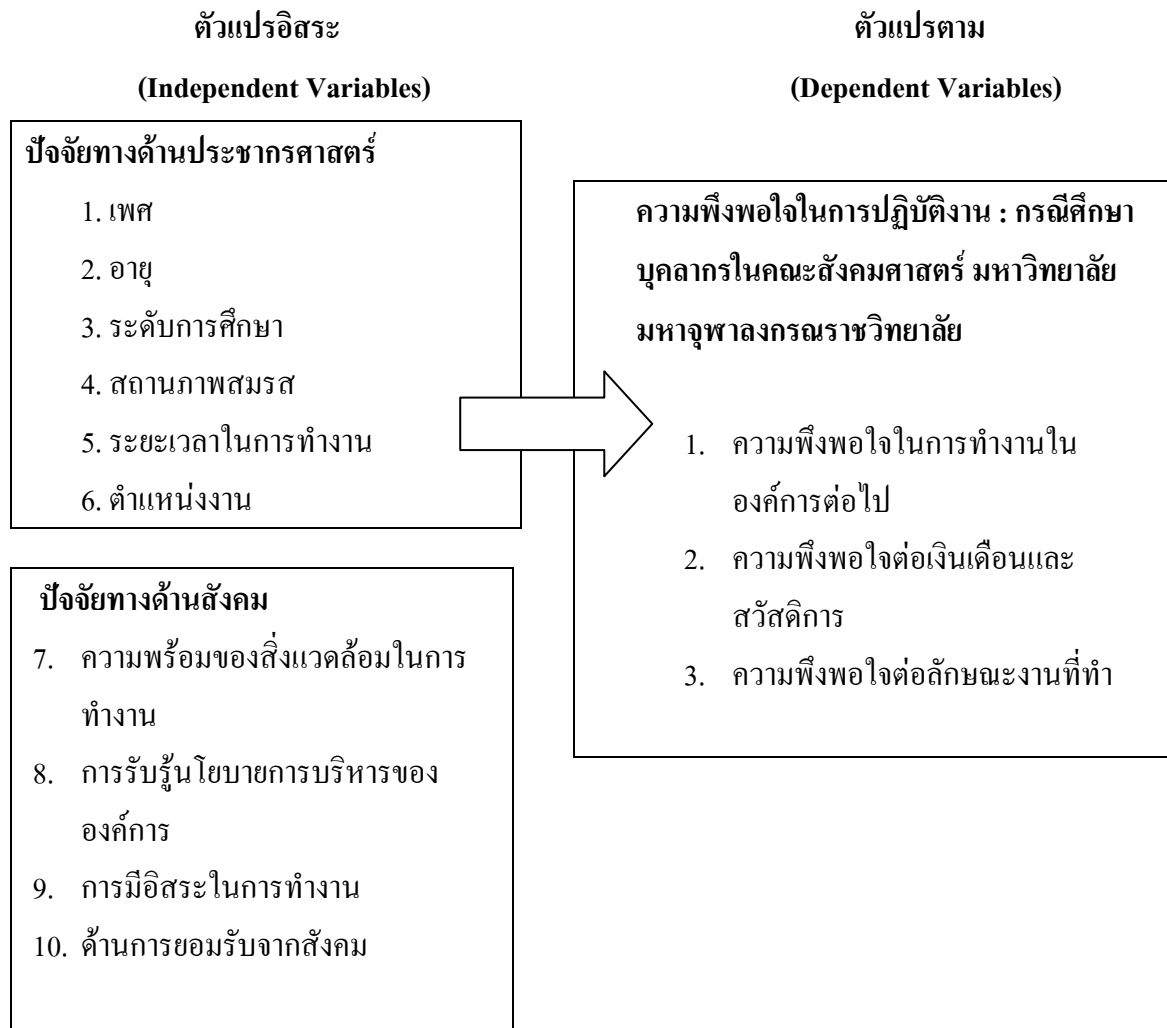 ตัวแปรอิสระ
(Independent Variables)
ปัจจัยทางด้านประชากรศาสตร์
1. เพศ
2. อายุ
3. ระดับการศึกษา
4. สถานภาพสมรส
5. ระยะเวลาในการทำงาน
6. ตำแหน่งงาน
ปัจจัยทางด้านสังคม
7. ความพร้อมของสิ่งแวดล้อมในการ
ทำงาน
8. การรับรู้นโยบายการบริหารของ
องค์การ
9. การมีอิสระในการทำงาน
10. ด้านการยอมรับจากสังคม
ตัวแปรตาม
(Dependent Variables)
ความพึงพอใจในการปฏิบัติงาน : กรณีศึกษา
บุคลากรในคณะสังคมศาสตร์ มหาวิทยาลัย
มหาจุฬาลงกรณราชวิทยาลัย
1. ความพึงพอใจในการทำงานใน
องค์การต่อไป
2. ความพึงพอใจต่อเงินเดือนและ
สวัสดิการ
3. ความพึงพอใจต่อลักษณะงานที่ทำ